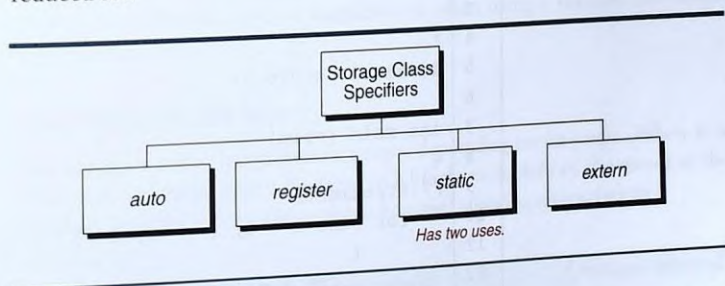 Storage Class
Specifiers
auto
register
static
extern
Has two uses.